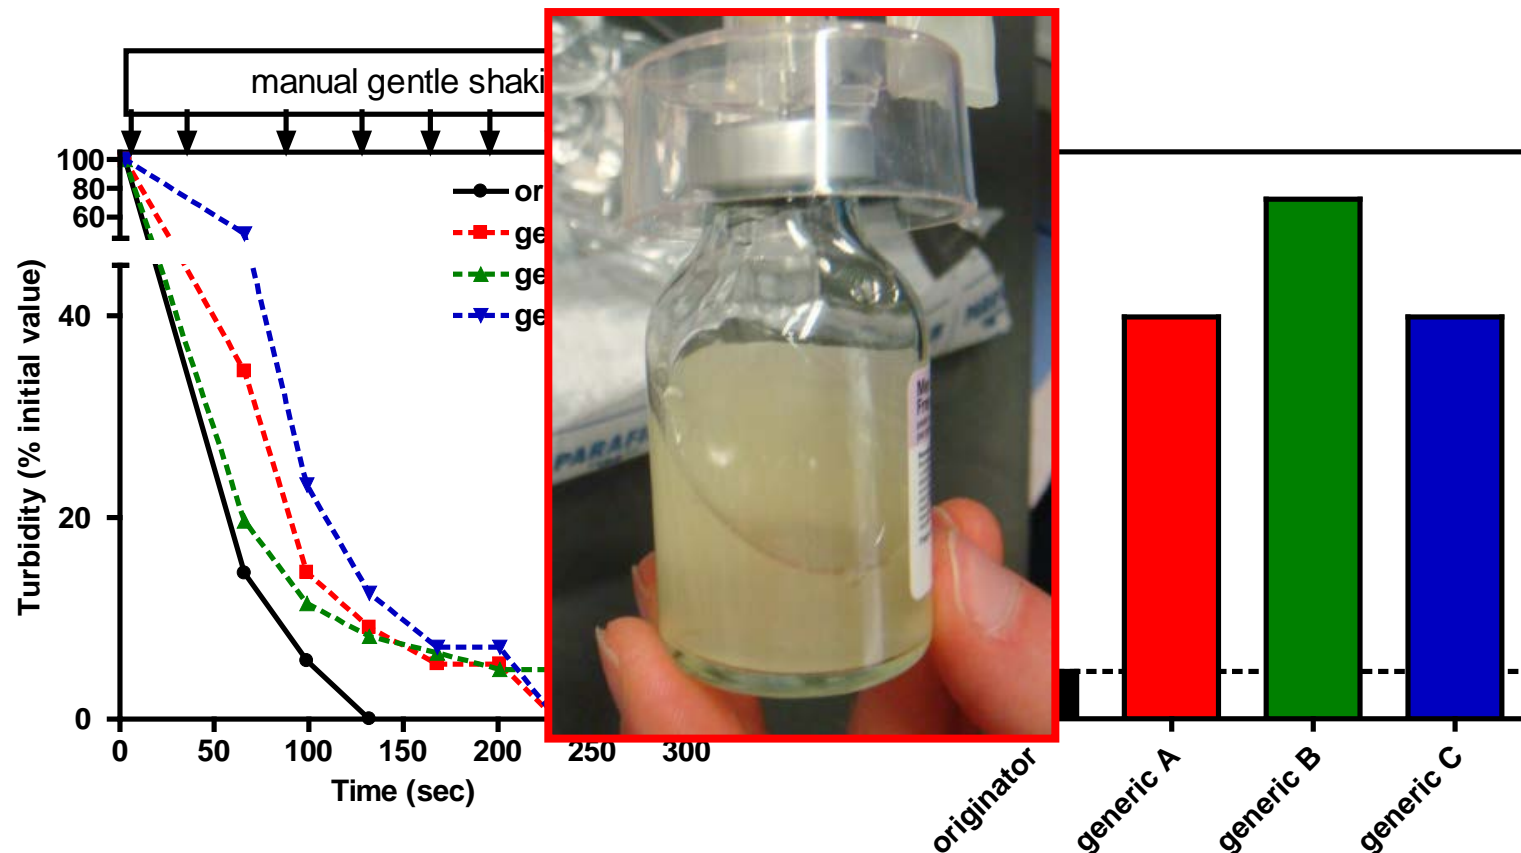 manual gentle shaki
100
80
60
40
20
0
Turbidity (% initial value)
or
ge
ge
ge
0 50 100 150 200 250 300
Time (sec)
PARAF
originator
generic A
generic B
generic C